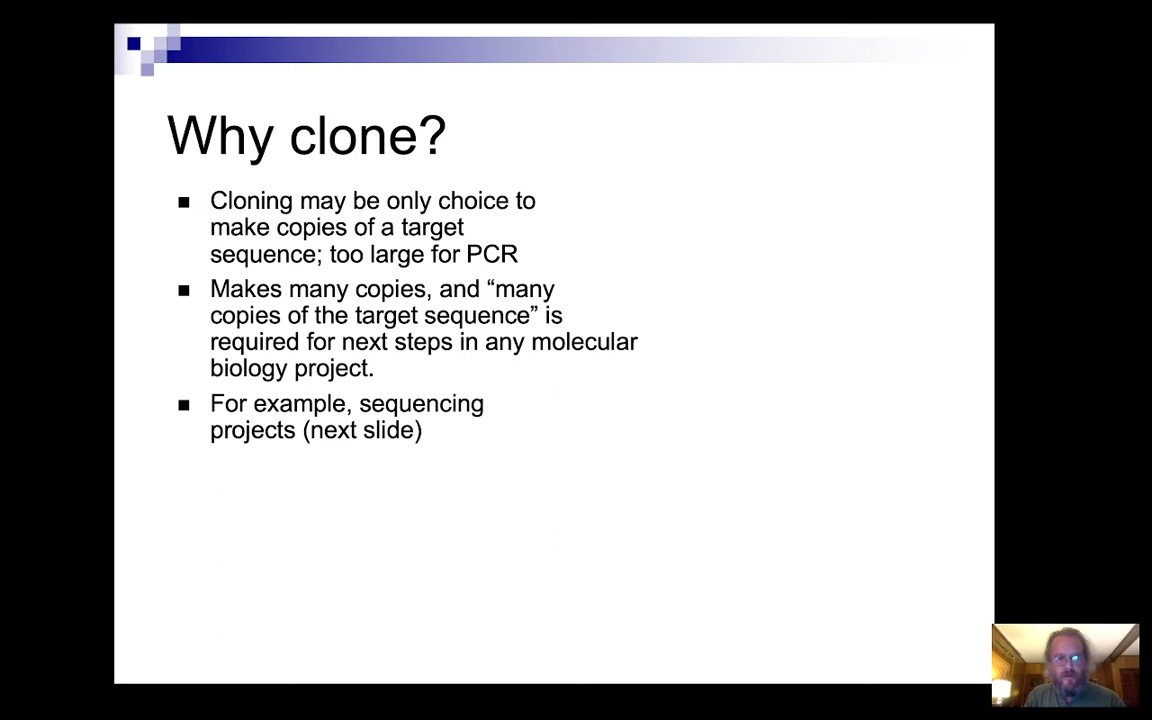 Why clone?
Cloning may be only choice to
make copies of a target
sequence; too large for PCR
Makes many copies, and “many
copies of the target sequence” is
required for next steps in any molecular
biology project.
For example, sequencing
projects (next slide)